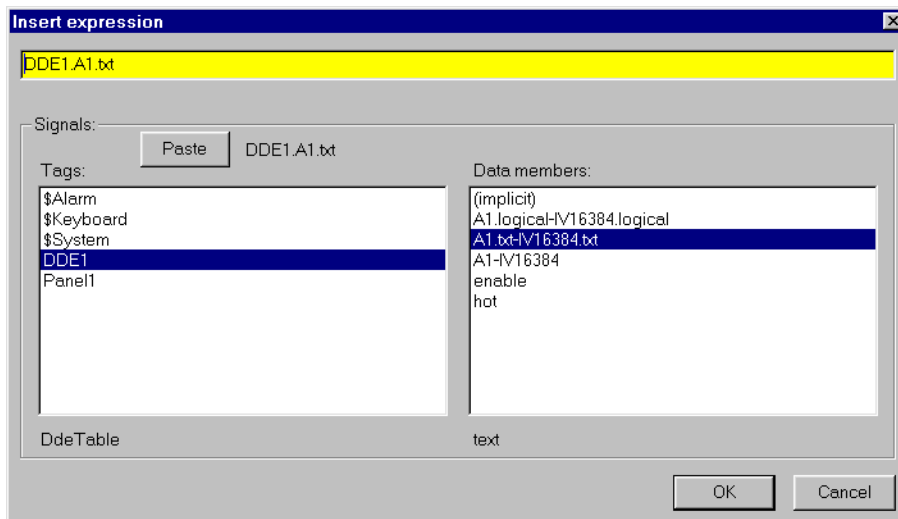 Insert expression
DDE1.A1.txt
Signals:
Paste DDE1.A1.txt
Tags:
$Alarm
$Keyboard
$System
DDE1
Panel1
DdeTable
Data members:
(implicit)
A1.logical-IV16384.logical
A1.txt-IV16384.txt
A1-IV16384
enable
hot
text
OK Cancel